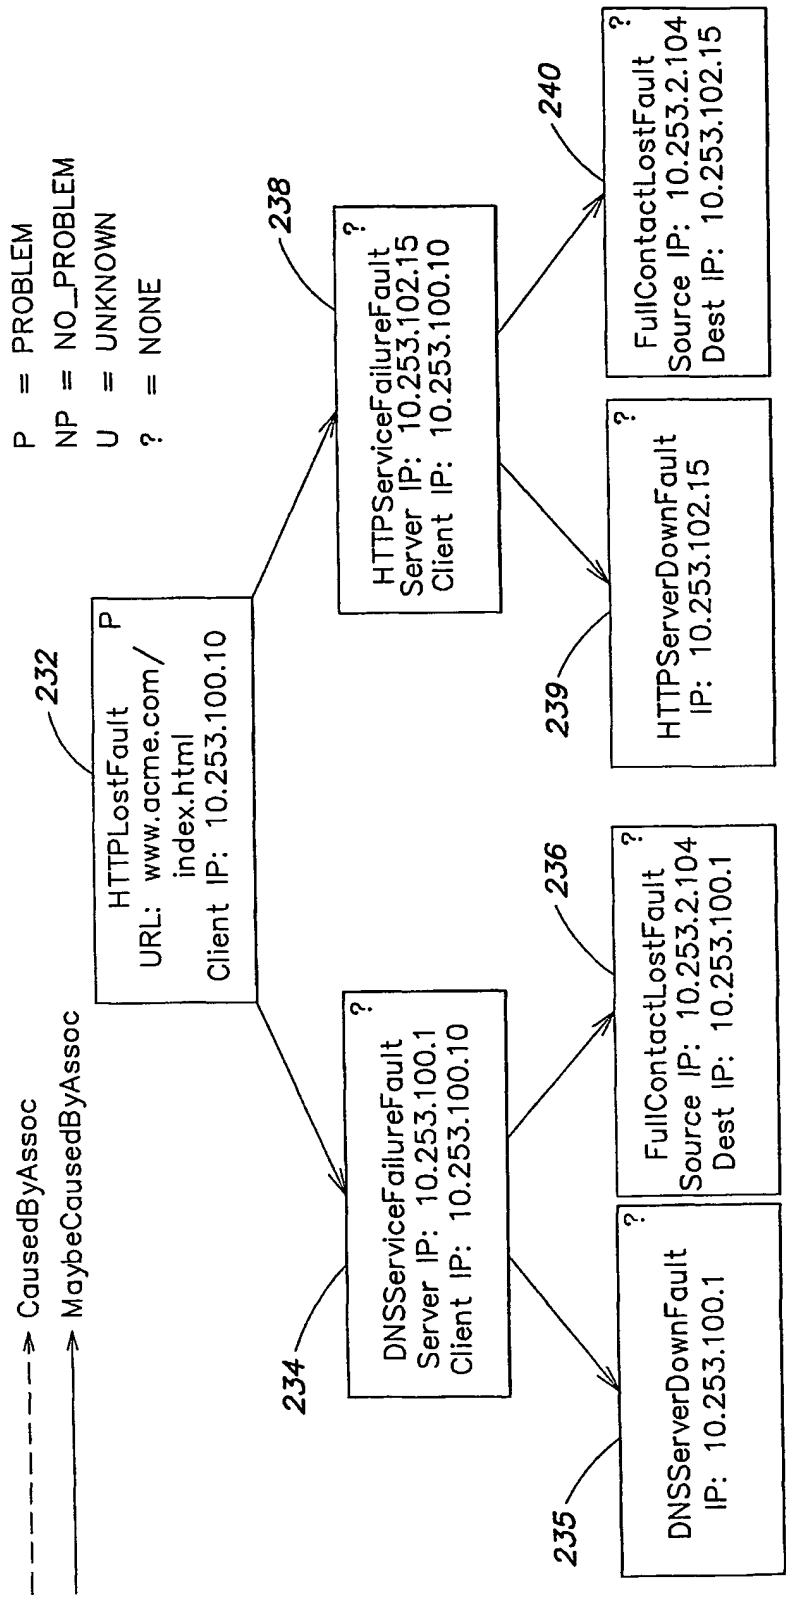 CausedByAssoc
MaybeCausedByAssoc
P = PROBLEM
NP = NO_PROBLEM
U = UNKNOWN
? = NONE
232
HTTPLostFault P
URL: www.acme.com/
index.html
Client IP: 10.253.100.10
234
?
DNSServiceFailureFault
Server IP: 10.253.100.1
Client IP: 10.253.100.10
238
?
HTTPServiceFailureFault
Server IP: 10.253.102.15
Client IP: 10.253.100.10
235
?
DNSServerDownFault
IP: 10.253.100.1
236
?
FullContactLostFault
Source IP: 10.253.2.104
Dest IP: 10.253.100.1
239
?
HTTPServerDownFault
IP: 10.253.102.15
240
?
FullContactLostFault
Source IP: 10.253.2.104
Dest IP: 10.253.102.15